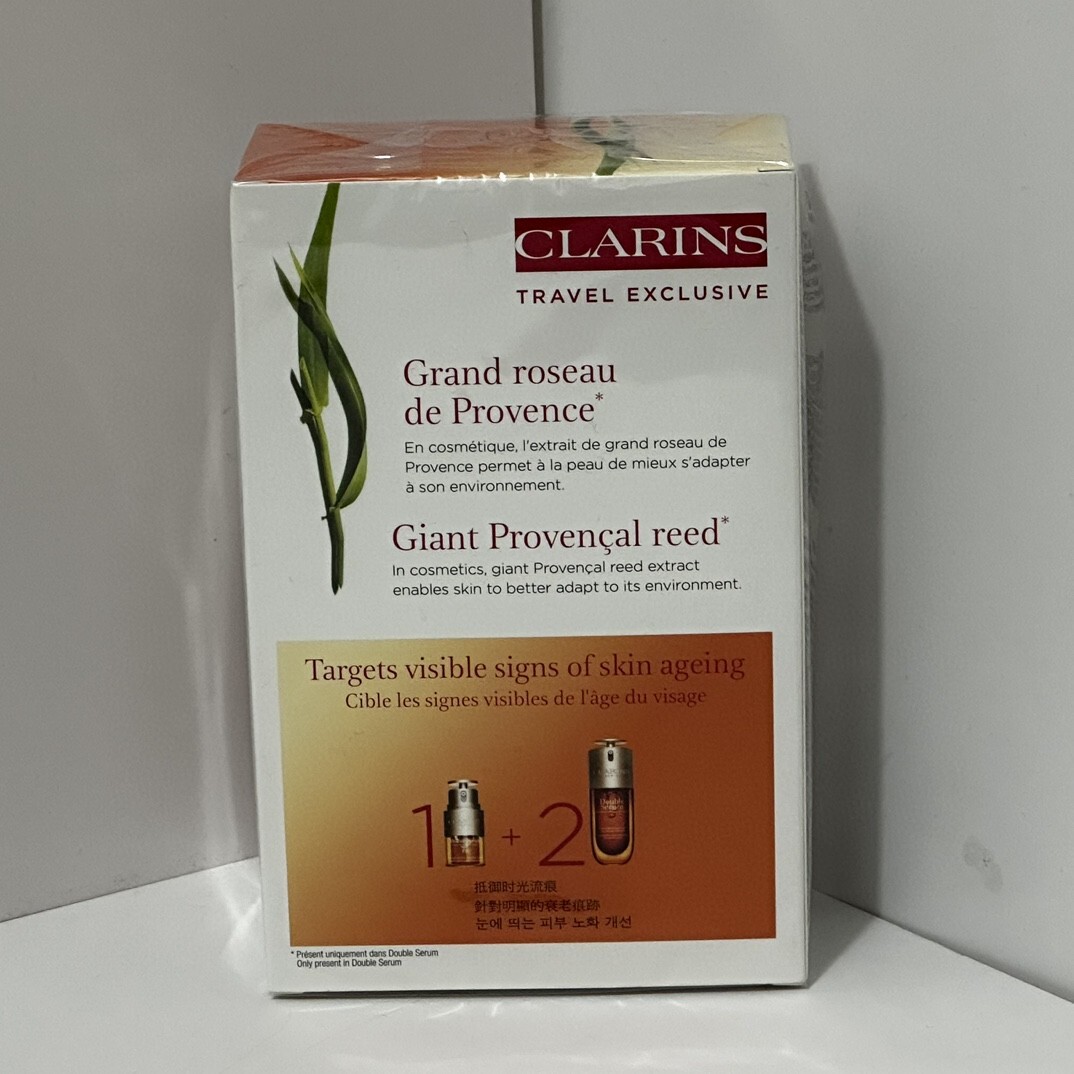 CLARINS
TRAVEL EXCLUSIVE
Grand roseau
de Provence*
En cosmétique, l'extrait de grand roseau de
Provence permet à la peau de mieux s'adapter
à son environnement.
Giant Provençal reed*
In cosmetics, giant Provençal reed extract
enables skin to better adapt to its environment.
Targets visible signs of skin ageing
Cible les signes visibles de l'âge du visage
1 + 2
Double
Serum
抵御时光流痕
針對明顯的衰老痕跡
눈에 띄는 피부 노화 개선
* Présent uniquement dans Double Serum
Only present in Double Serum